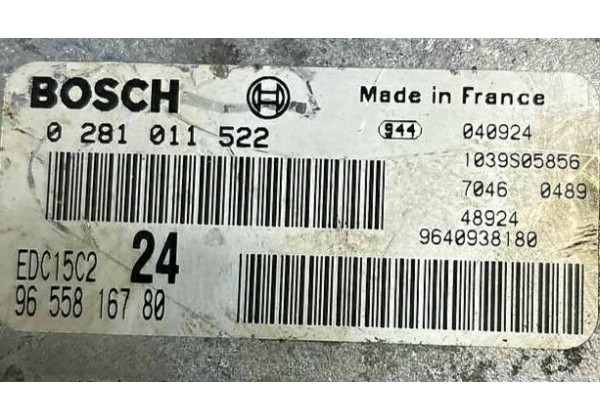 BOSCH
Made in France
0 281 011 522
944 040924
1039S05856
7046 0489
48924
9640938180
EDC15C2 24
96 558 167 80